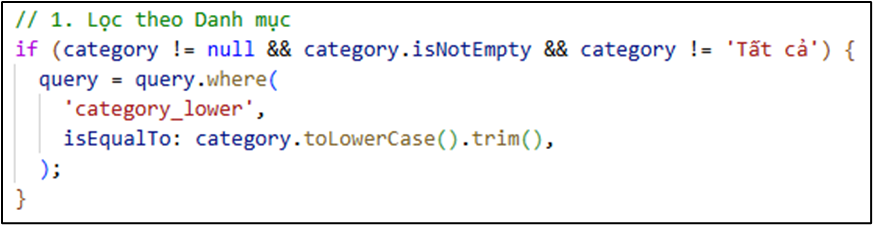 // 1. Lọc theo Danh mục
if (category != null && category.isNotEmpty && category != 'Tất cả') {
query = query.where(
'category_lower',
isEqualTo: category.toLowerCase().trim(),
);
}